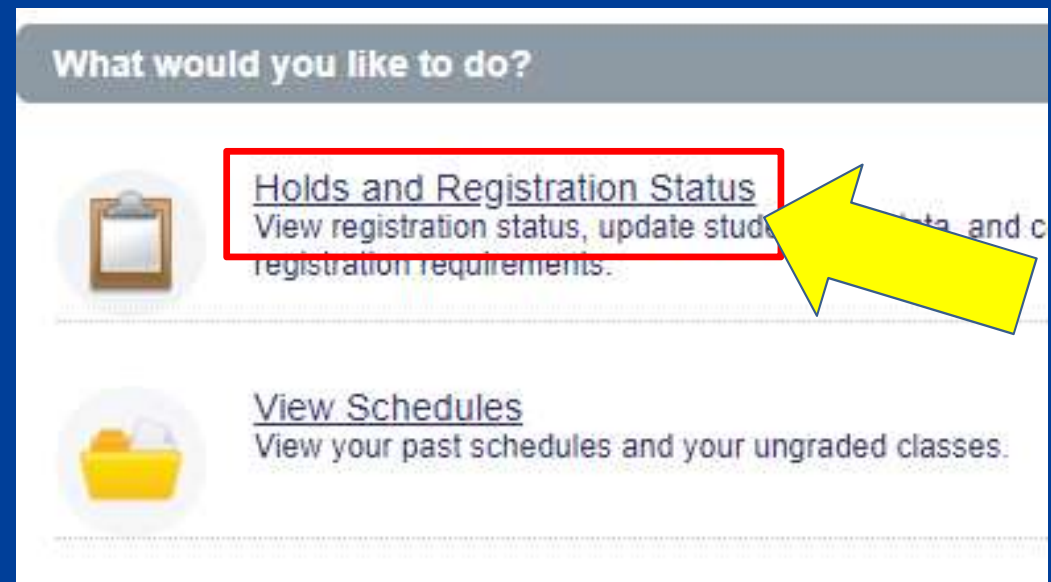 What would you like to do?
Holds and Registration Status
View registration status, update and
registration requirements.
View Schedules
View your past schedules and your ungraded classes.